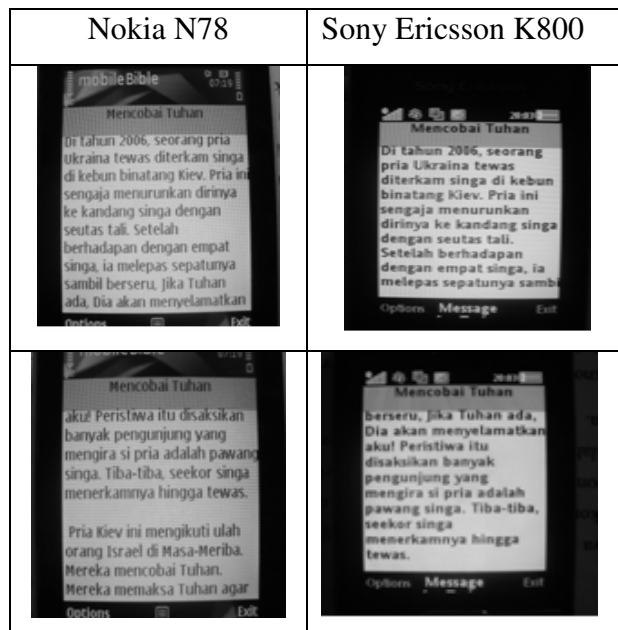 Nokia N78
Sony Ericsson K800
mobileBible
07:19
Mencobai Tuhan
Di tahun 2006, seorang pria
Ukraina tewas diterkam singa
di kebun binatang Kiev. Pria ini
sengaja menurunkan dirinya
ke kandang singa dengan
seutas tali. Setelah
berhadapan dengan empat
singa, ia melepas sepatunya
sambil berseru, Jika Tuhan
ada, Dia akan menyelamatkan
Options
Exit
Mencobai Tuhan
Di tahun 2006, seorang
pria Ukraina tewas
diterkam singa di kebun
binatang Kiev. Pria ini
sengaja menurunkan
dirinya ke kandang singa
dengan seutas tali.
Setelah berhadapan
dengan empat singa, ia
melepas sepatunya sambi
Options Message Exit
mobileBible
07:19
Mencobai Tuhan
aku! Peristiwa itu disaksikan
banyak pengunjung yang
mengira si pria adalah pawang
singa. Tiba-tiba, seekor singa
menerkamnya hingga tewas.
Pria Kiev ini mengikuti ulah
orang Israel di Masa-Meriba.
Mereka mencobai Tuhan.
Mereka memaksa Tuhan agar
Options
Exit
Mencobai Tuhan
berseru, Jika Tuhan ada,
Dia akan menyelamatkan
aku! Peristiwa itu
disaksikan banyak
pengunjung yang
mengira si pria adalah
pawang singa. Tiba-tiba,
seekor singa
menerkamnya hingga
tewas.
Options Message Exit